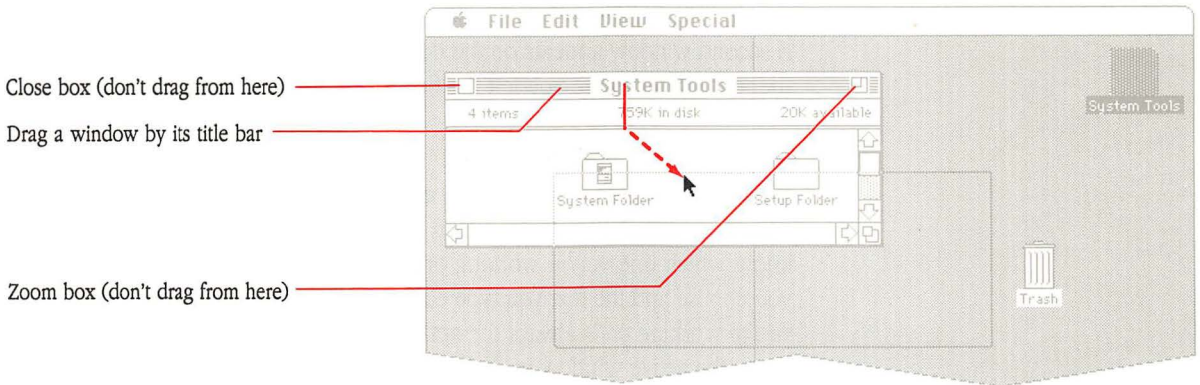 File Edit View Special
Close box (don't drag from here)
System Tools
4 items 759K in disk 20K available
System Tools
Drag a window by its title bar
System Folder Setup Folder
Trash
Zoom box (don't drag from here)